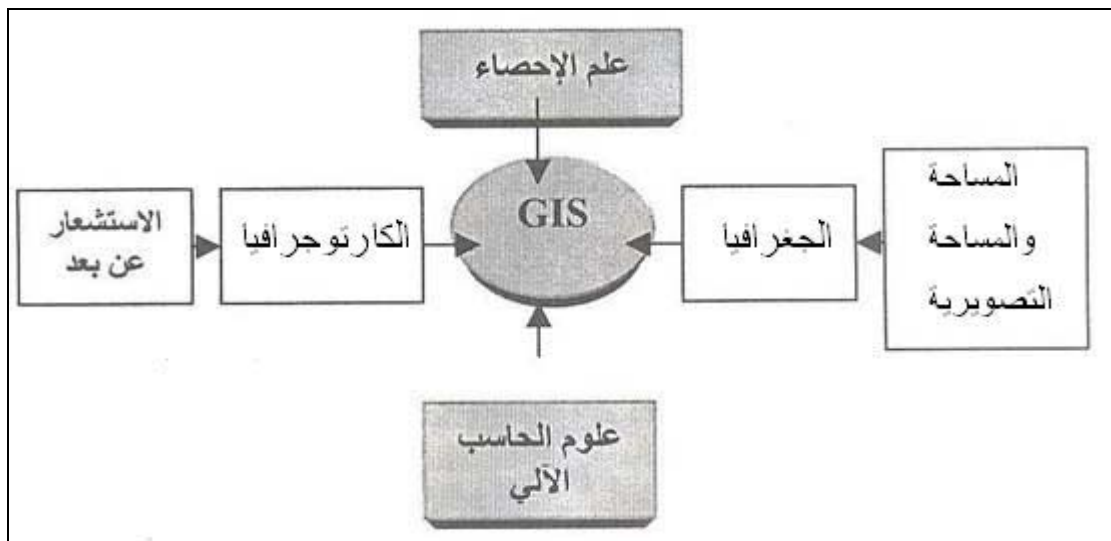 علم الإحصاء
المساحة
والمساحة
التصويرية
الجغرافيا
GIS
الكارتوجرافيا
الاستشعار
عن بعد
علوم الحاسب
الآلي